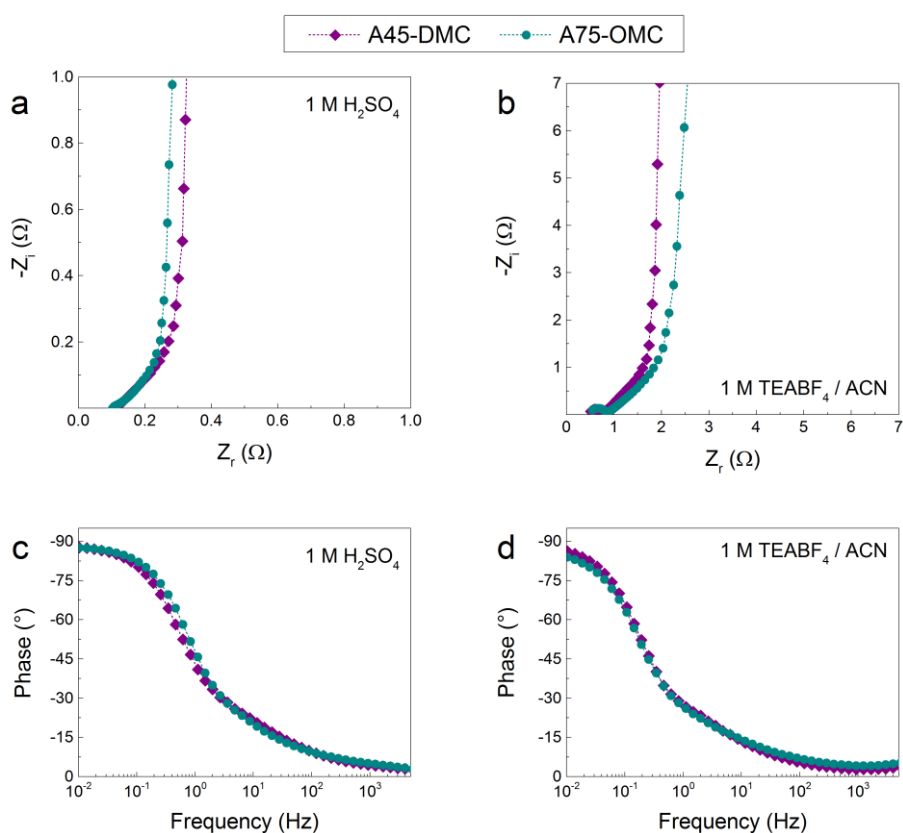 A45-DMC A75-OMC
a
1 M H₂SO₄
-Zᵢ (Ω)
1.0
0.8
0.6
0.4
0.2
0.0 0.2 0.4 0.6 0.8 1.0
Zᵣ (Ω)
b
1 M TEABF₄ / ACN
-Zᵢ (Ω)
7
6
5
4
3
2
1
0 1 2 3 4 5 6 7
Zᵣ (Ω)
c
1 M H₂SO₄
Phase (°)
-90
-75
-60
-45
-30
-15
0
10⁻² 10⁻¹ 10⁰ 10¹ 10² 10³
Frequency (Hz)
d
1 M TEABF₄ / ACN
Phase (°)
-90
-75
-60
-45
-30
-15
0
10⁻² 10⁻¹ 10⁰ 10¹ 10² 10³
Frequency (Hz)